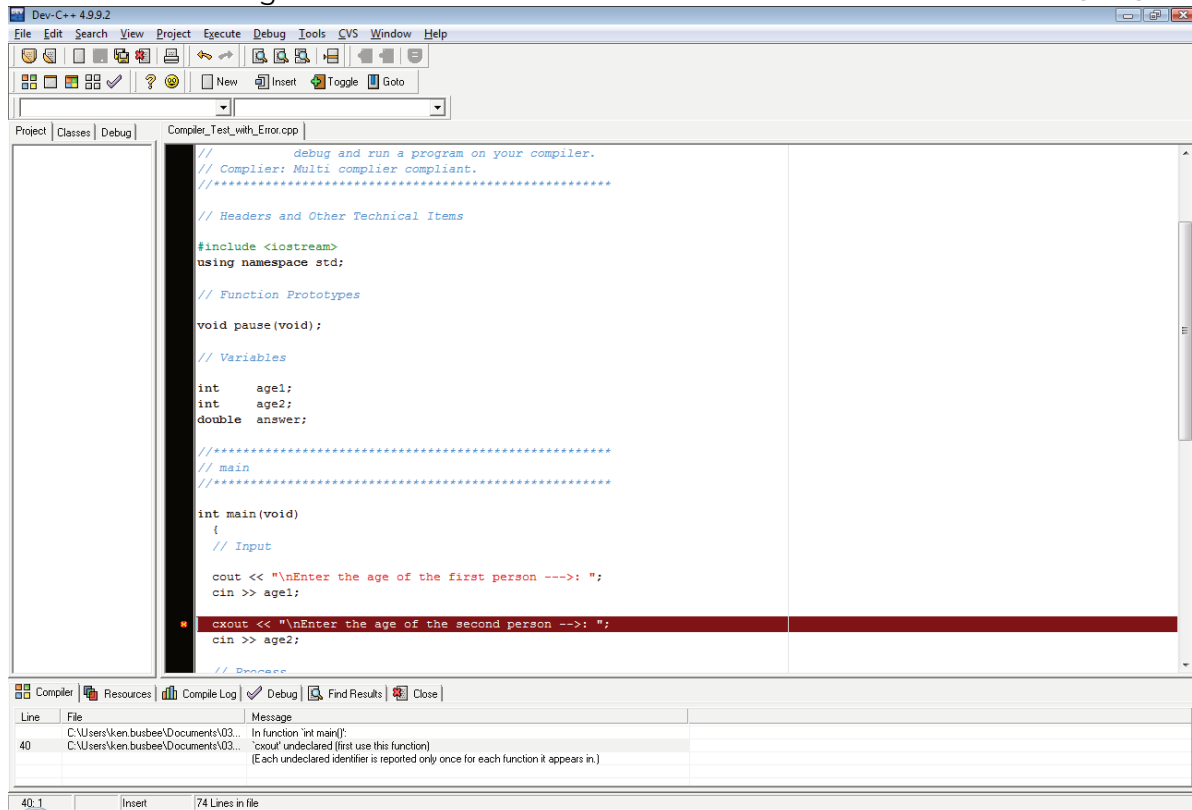 Dev-C++ 4.9.9.2
File Edit Search View Project Execute Debug Tools CVS Window Help
New Insert Toggle Goto
Project Classes Debug Compiler_Test_with_Error.cpp
// debug and run a program on your compiler.
// Complier: Multi complier compliant.
//******************************************************
// Headers and Other Technical Items
#include <iostream>
using namespace std;
// Function Prototypes
void pause(void);
// Variables
int age1;
int age2;
double answer;
//******************************************************
// main
//******************************************************
int main(void)
{
// Input
cout << "\nEnter the age of the first person --->: ";
cin >> age1;
cxout << "\nEnter the age of the second person -->: ";
cin >> age2;
// Process
Compiler Resources Compile Log Debug Find Results Close
Line File Message
C:\Users\ken.busbee\Documents\03... In function `int main()':
40 C:\Users\ken.busbee\Documents\03... `cxout' undeclared (first use this function)
(Each undeclared identifier is reported only once for each function it appears in.)
40: 1 Insert 74 Lines in file